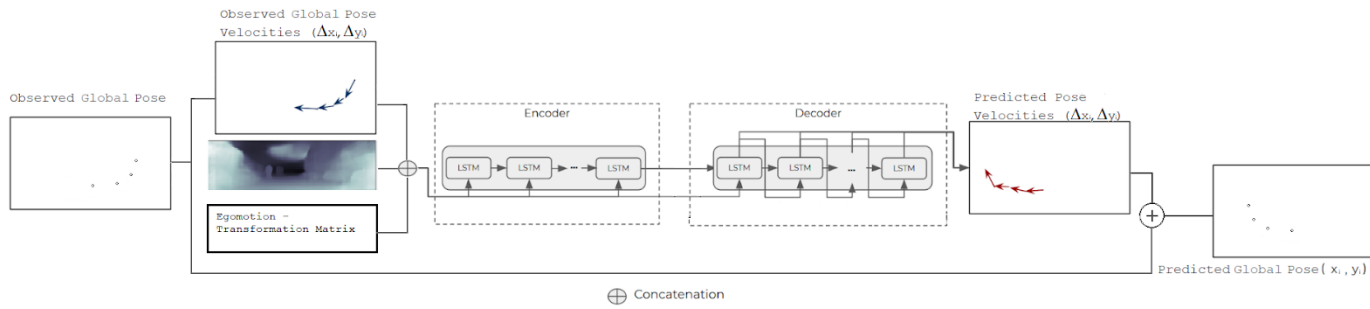 Observed Global Pose
Velocities (Δxᵢ,Δyᵢ)
Observed Global Pose
Egomotion -
Transformation Matrix
Encoder
LSTM
LSTM
...
LSTM
Decoder
LSTM
LSTM
...
LSTM
Predicted Pose
Velocities (Δxᵢ,Δyᵢ)
Predicted Global Pose( xᵢ , yᵢ)
Concatenation